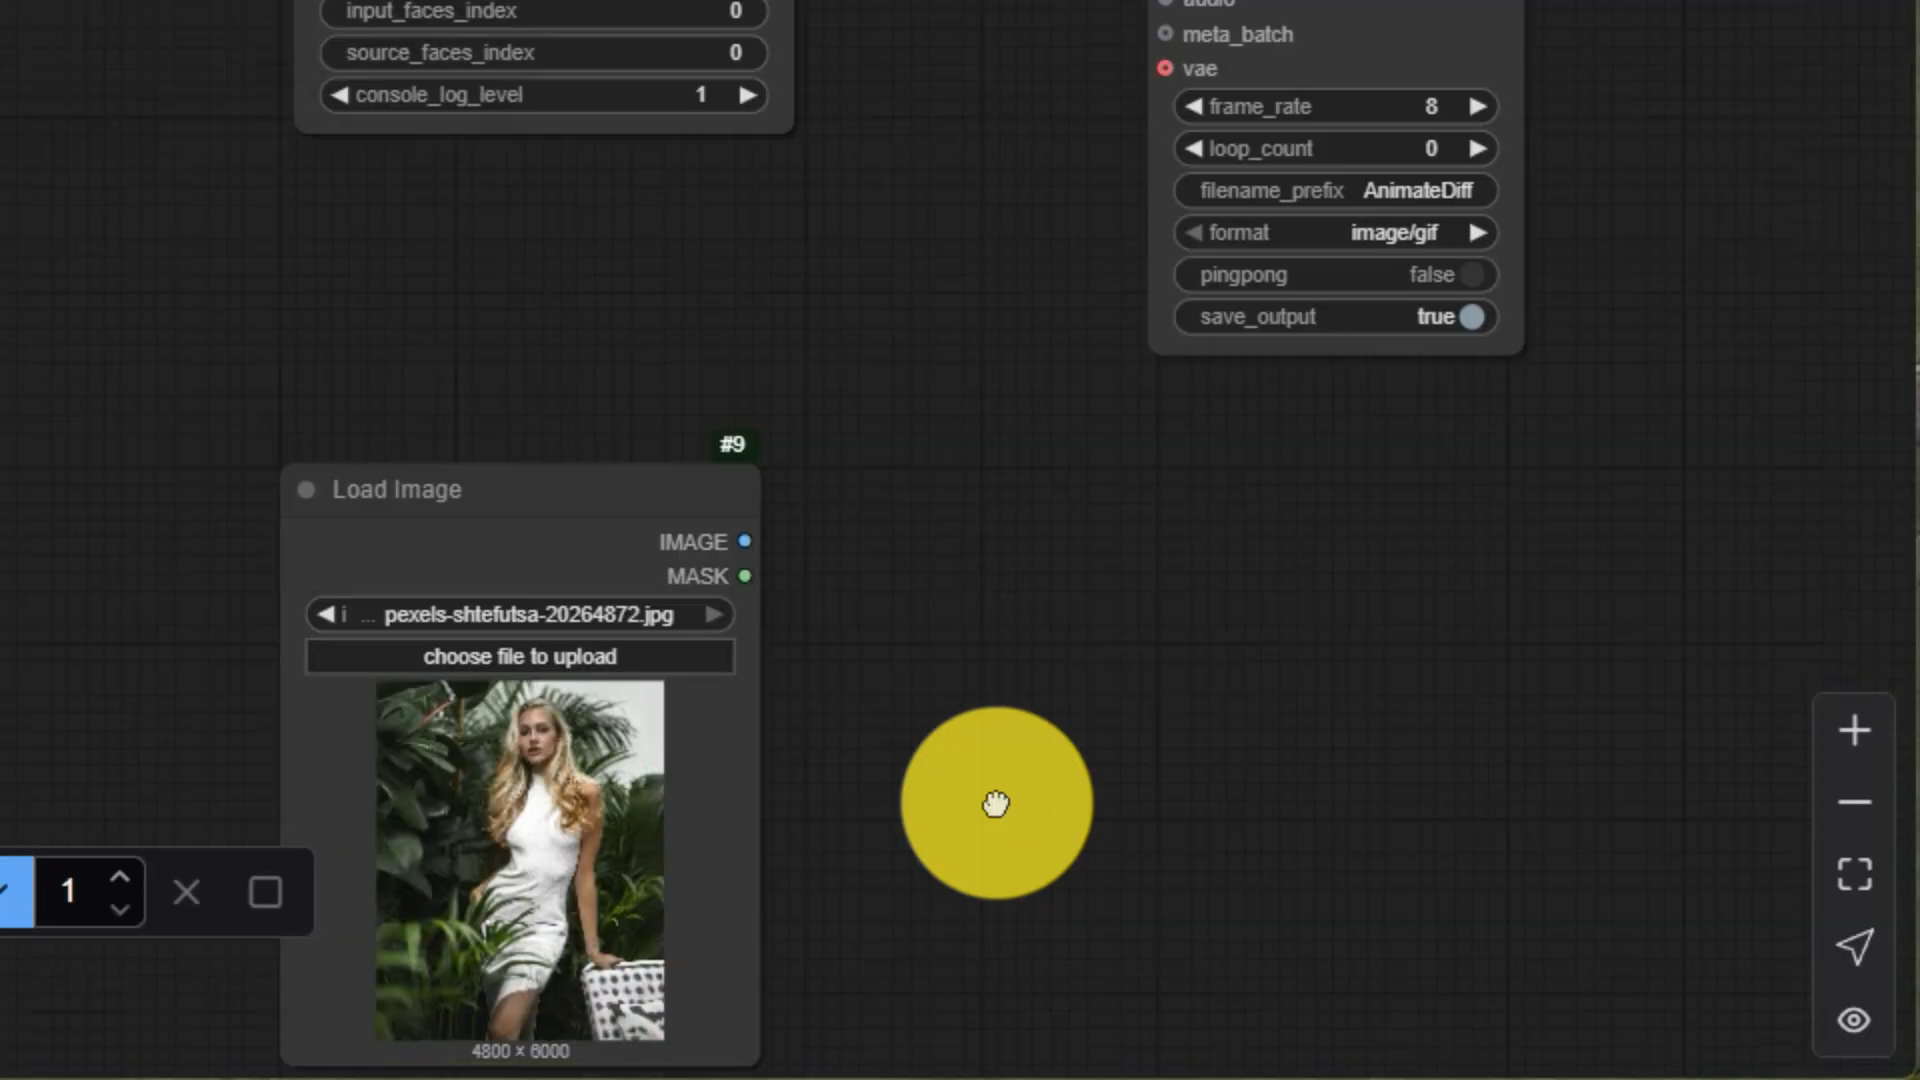 input_faces_index 0
source_faces_index 0
console_log_level 1
audio
meta_batch
vae
frame_rate 8
loop_count 0
filename_prefix AnimateDiff
format image/gif
pingpong false
save_output true
#9
Load Image
IMAGE
MASK
i ... pexels-shtefutsa-20264872.jpg
choose file to upload
1
4800 × 6000